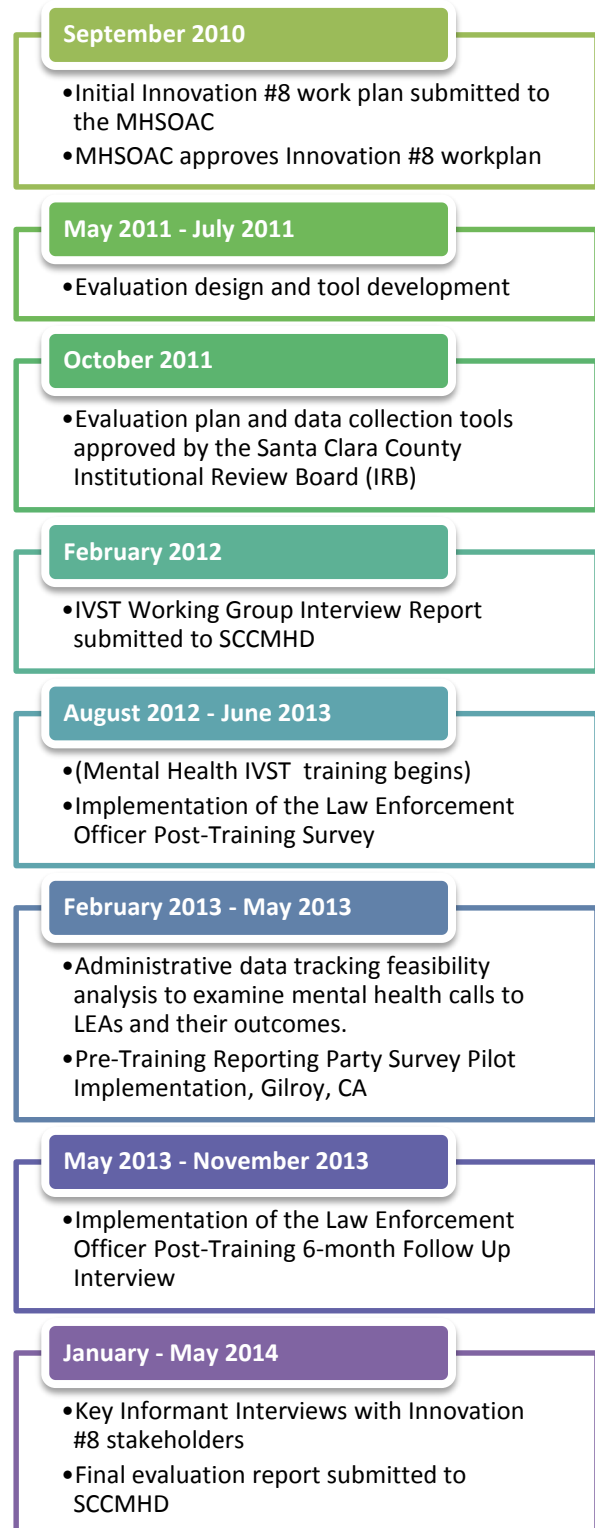 September 2010
•Initial Innovation #8 work plan submitted to
the MHSOAC
•MHSOAC approves Innovation #8 workplan
May 2011 - July 2011
•Evaluation design and tool development
October 2011
•Evaluation plan and data collection tools
approved by the Santa Clara County
Institutional Review Board (IRB)
February 2012
•IVST Working Group Interview Report
submitted to SCCMHD
August 2012 - June 2013
•(Mental Health IVST  training begins)
•Implementation of the Law Enforcement
Officer Post-Training Survey
February 2013 - May 2013
•Administrative data tracking feasibility
analysis to examine mental health calls to
LEAs and their outcomes.
•Pre-Training Reporting Party Survey Pilot
Implementation, Gilroy, CA
May 2013 - November 2013
•Implementation of the Law Enforcement
Officer Post-Training 6-month Follow Up
Interview
January - May 2014
•Key Informant Interviews with Innovation
#8 stakeholders
•Final evaluation report submitted to
SCCMHD